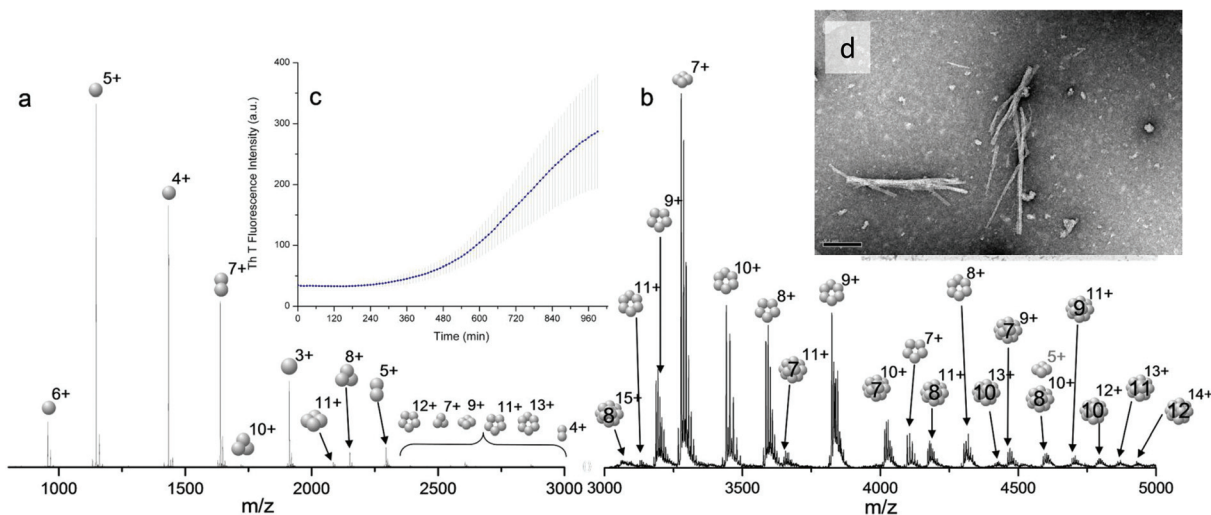 a
6+
5+
4+
7+
10+
3+
11+
8+
5+
12+ 7+ 9+ 11+ 13+
4+
1000 1500 2000 2500 3000
m/z
c
Th T Fluorescence Intensity (a.u.)
400
300
200
100
0
0 120 240 360 480 600 720 840 960
Time (min)
b
8 15+
11+
9+
7+
10+
8+
7 11+
9+
7 10+
7+
8 11+
8+
10 13+
7 9+
5+
8 10+
9 11+
10 12+
11 13+
12 14+
3000 3500 4000 4500 5000
m/z
d